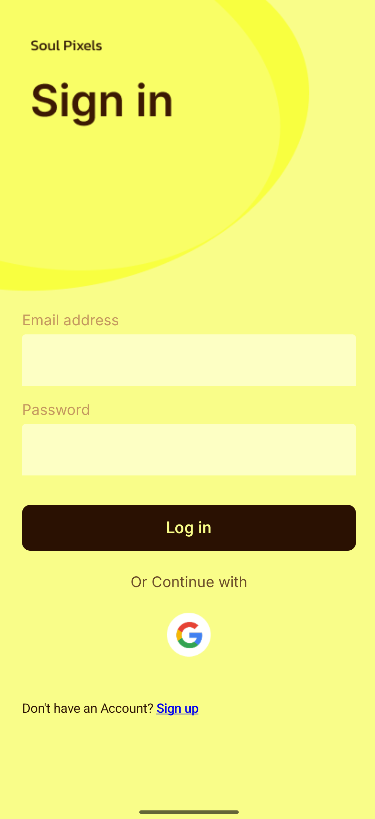 Soul Pixels
Sign in
Email address
Password
Log in
Or Continue with
Don't have an Account? Sign up